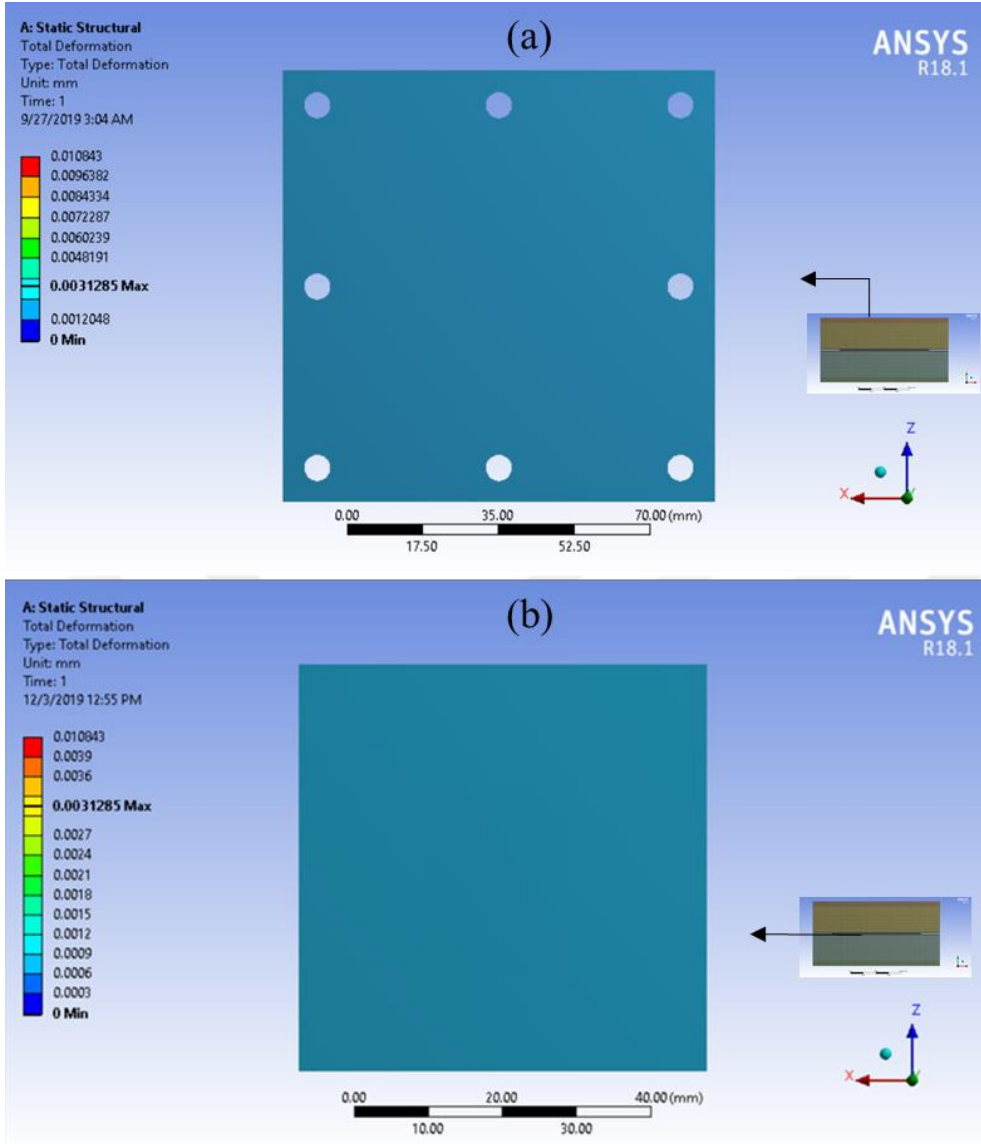 A: Static Structural
Total Deformation
Type: Total Deformation
Unit: mm
Time: 1
9/27/2019 3:04 AM
(a)
ANSYS
R18.1
0.010843
0.0096382
0.0084334
0.0072287
0.0060239
0.0048191
0.0031285 Max
0.0012048
0 Min
Z
X
0.00 35.00 70.00 (mm)
17.50 52.50
A: Static Structural
Total Deformation
Type: Total Deformation
Unit: mm
Time: 1
12/3/2019 12:55 PM
(b)
ANSYS
R18.1
0.010843
0.0039
0.0036
0.0031285 Max
0.0027
0.0024
0.0021
0.0018
0.0015
0.0012
0.0009
0.0006
0.0003
0 Min
Z
X
0.00 20.00 40.00 (mm)
10.00 30.00